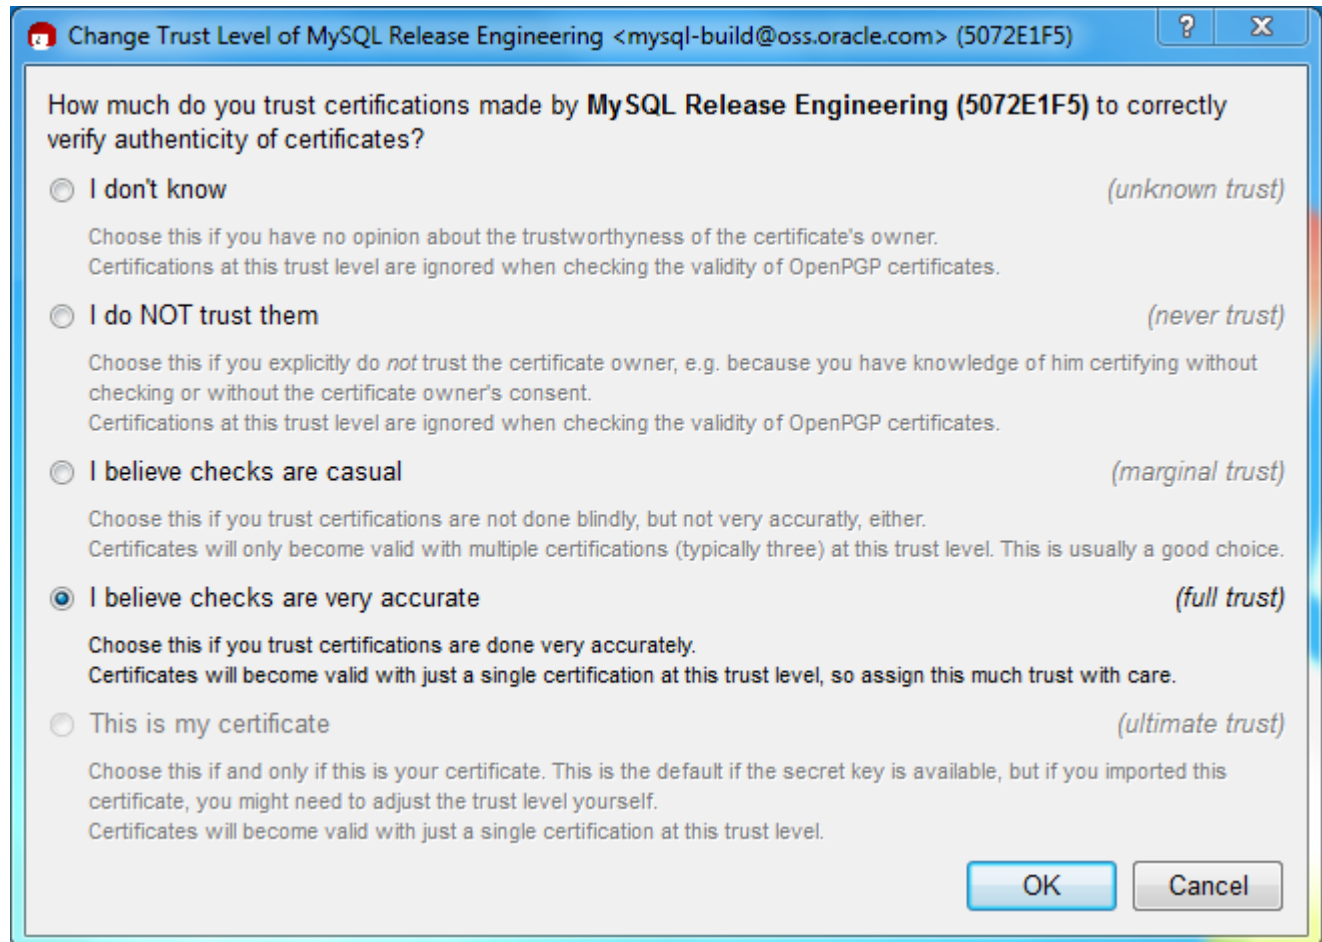 Change Trust Level of MySQL Release Engineering <mysql-build@oss.oracle.com> (5072E1F5)
How much do you trust certifications made by MySQL Release Engineering (5072E1F5) to correctly
verify authenticity of certificates?
I don't know (unknown trust)
Choose this if you have no opinion about the trustworthyness of the certificate's owner.
Certifications at this trust level are ignored when checking the validity of OpenPGP certificates.
I do NOT trust them (never trust)
Choose this if you explicitly do not trust the certificate owner, e.g. because you have knowledge of him certifying without
checking or without the certificate owner's consent.
Certifications at this trust level are ignored when checking the validity of OpenPGP certificates.
I believe checks are casual (marginal trust)
Choose this if you trust certifications are not done blindly, but not very accuratly, either.
Certificates will only become valid with multiple certifications (typically three) at this trust level. This is usually a good choice.
I believe checks are very accurate (full trust)
Choose this if you trust certifications are done very accurately.
Certificates will become valid with just a single certification at this trust level, so assign this much trust with care.
This is my certificate (ultimate trust)
Choose this if and only if this is your certificate. This is the default if the secret key is available, but if you imported this
certificate, you might need to adjust the trust level yourself.
Certificates will become valid with just a single certification at this trust level.
OK Cancel